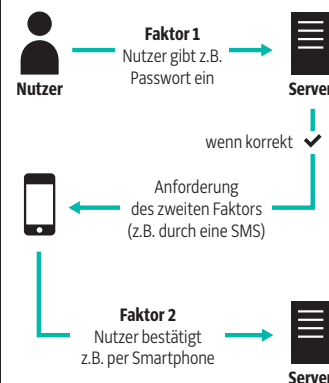 Faktor 1
Nutzer gibt z.B.
Passwort ein
Nutzer
Server
wenn korrekt
Anforderung
des zweiten Faktors
(z.B. durch eine SMS)
Faktor 2
Nutzer bestätigt
z.B. per Smartphone
Server